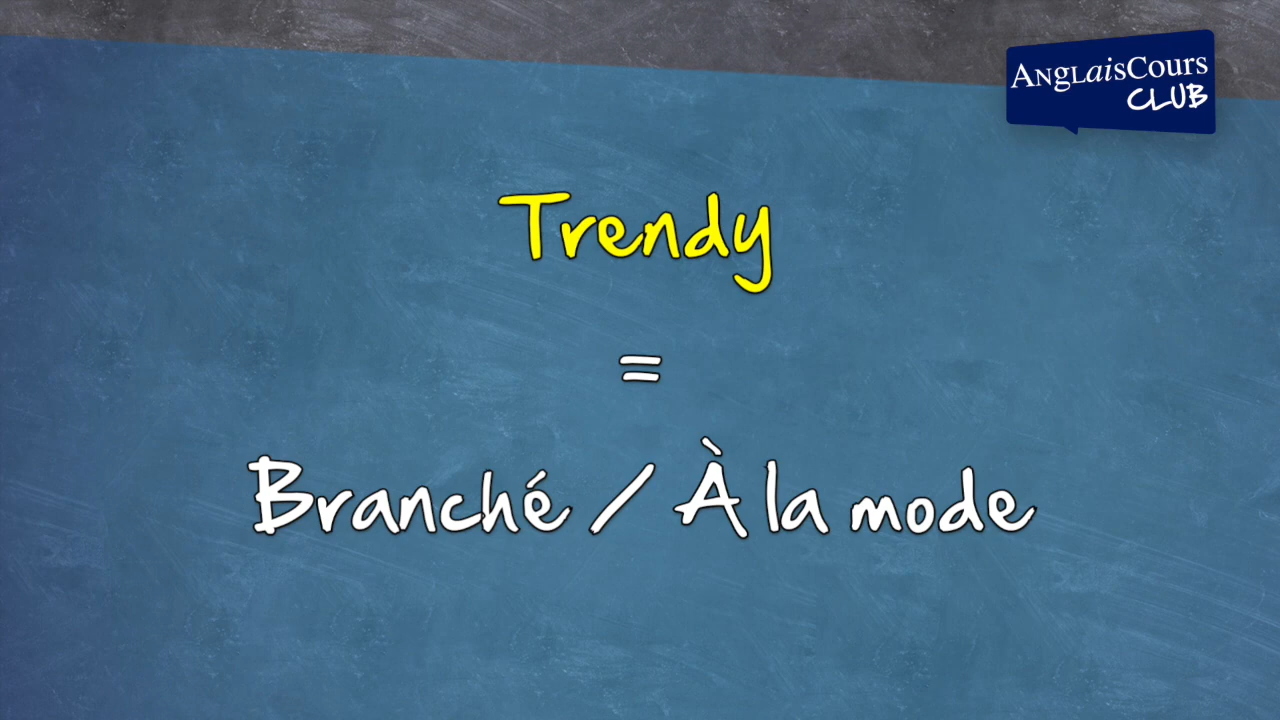 AnglaisCours
CLUB
Trendy
=
Branché / À la mode